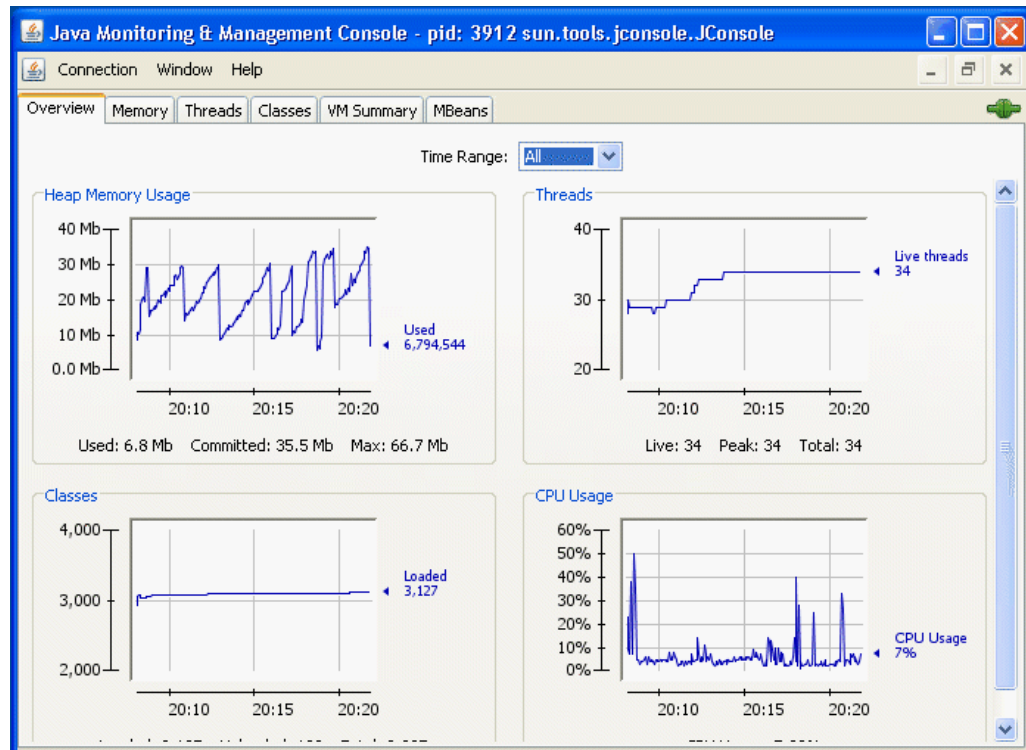 Java Monitoring & Management Console - pid: 3912 sun.tools.jconsole.JConsole
Connection Window Help
Overview Memory Threads Classes VM Summary MBeans
Time Range: All
Heap Memory Usage
40 Mb
30 Mb
20 Mb
10 Mb
0.0 Mb
Used
6,794,544
20:10 20:15 20:20
Used: 6.8 Mb Committed: 35.5 Mb Max: 66.7 Mb
Threads
40
30
20
Live threads
34
20:10 20:15 20:20
Live: 34 Peak: 34 Total: 34
Classes
4,000
3,000
2,000
Loaded
3,127
20:10 20:15 20:20
CPU Usage
60%
50%
40%
30%
20%
10%
0%
CPU Usage
7%
20:10 20:15 20:20